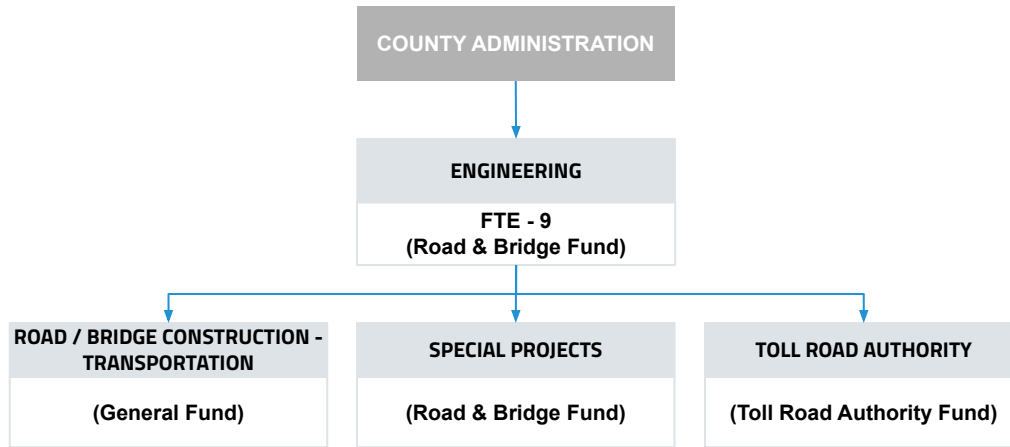 COUNTY ADMINISTRATION
ENGINEERING
FTE - 9
(Road & Bridge Fund)
ROAD / BRIDGE CONSTRUCTION -
TRANSPORTATION
(General Fund)
SPECIAL PROJECTS
(Road & Bridge Fund)
TOLL ROAD AUTHORITY
(Toll Road Authority Fund)